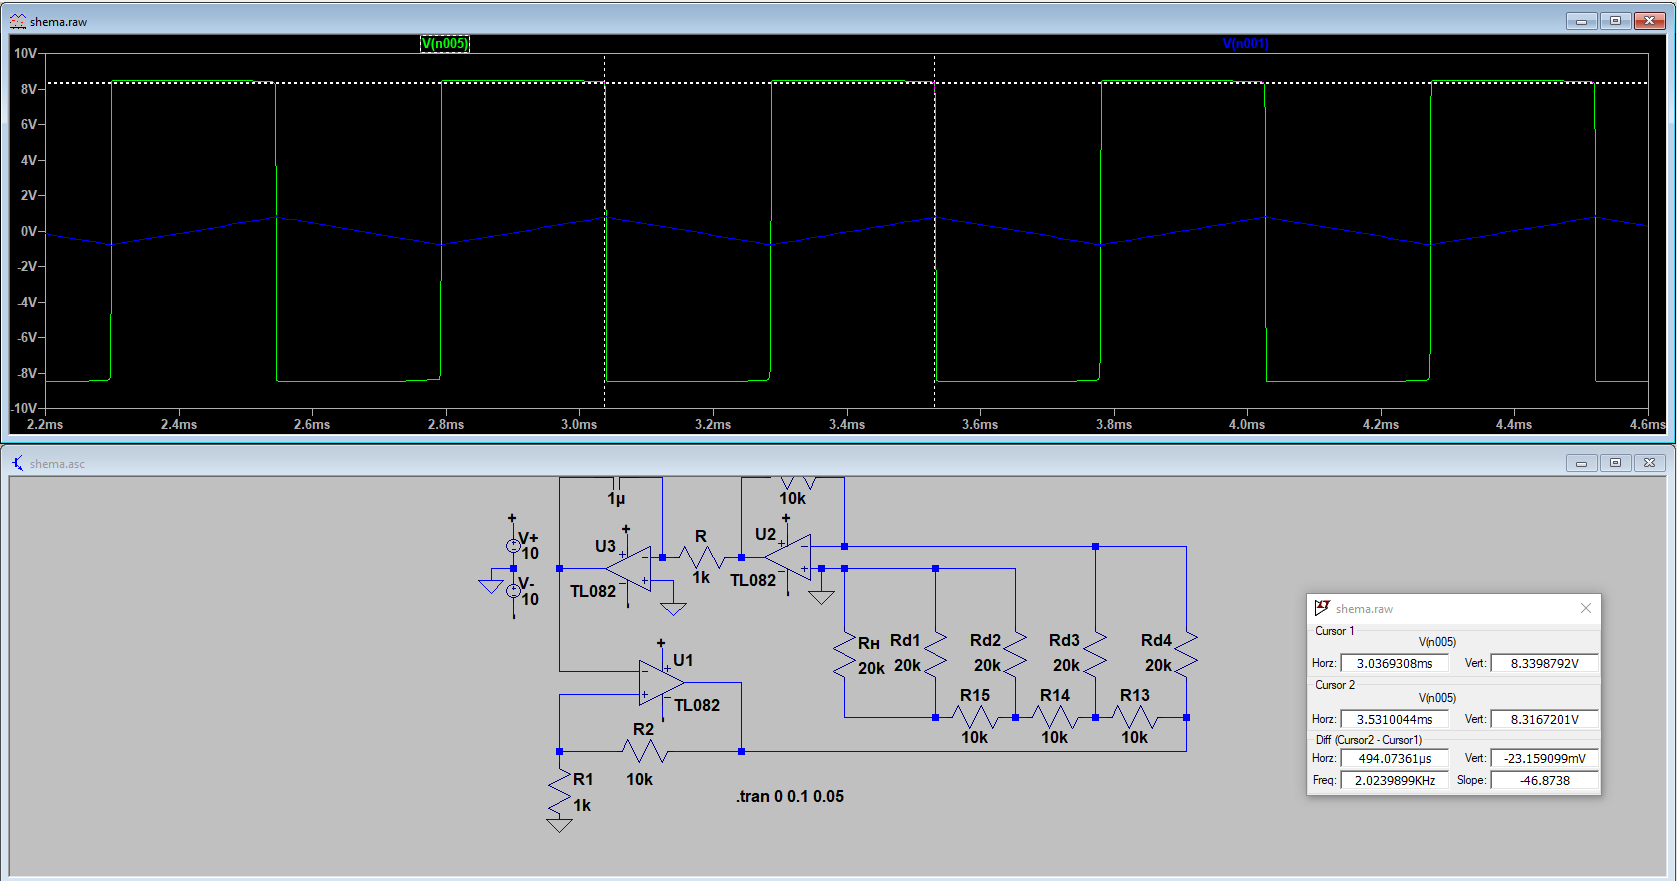 shema.raw
V(n005) V(n001)
10V
8V
6V
4V
2V
0V
-2V
-4V
-6V
-8V
-10V
2.2ms 2.4ms 2.6ms 2.8ms 3.0ms 3.2ms 3.4ms 3.6ms 3.8ms 4.0ms 4.2ms 4.4ms 4.6ms
shema.asc
1µ 10k
V+
10
V-
10
U3
TL082
R
1k
U2
TL082
U1
TL082
R2
10k
R1
1k
Rн
20k
Rd1
20k
Rd2
20k
Rd3
20k
Rd4
20k
R15
10k
R14
10k
R13
10k
.tran 0 0.1 0.05
shema.raw
Cursor 1
V(n005)
Horz: 3.0369308ms Vert: 8.3398792V
Cursor 2
V(n005)
Horz: 3.5310044ms Vert: 8.3167201V
Diff (Cursor2 - Cursor1)
Horz: 494.07361µs Vert: -23.159099mV
Freq: 2.0239899KHz Slope: -46.8738